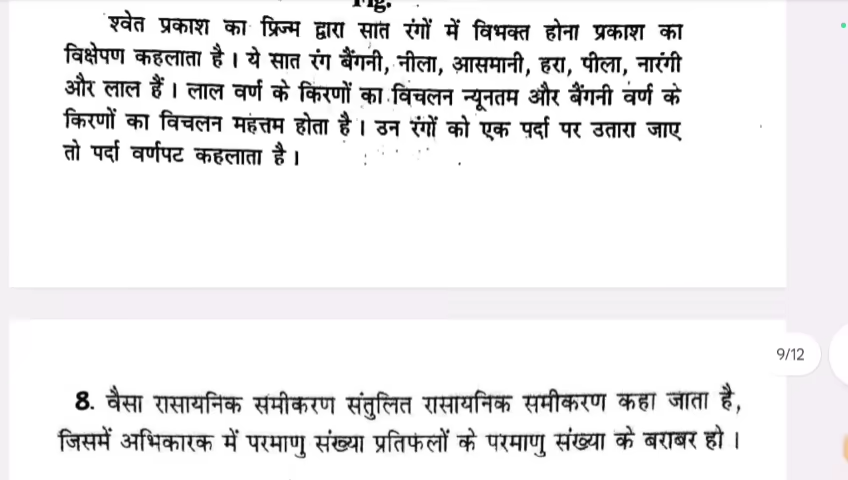 Fig.
श्वेत प्रकाश का प्रिज्म द्वारा सात रंगों में विभक्त होना प्रकाश का
विक्षेपण कहलाता है। ये सात रंग बैंगनी, नीला, आसमानी, हरा, पीला, नारंगी
और लाल हैं। लाल वर्ण के किरणों का विचलन न्यूनतम और बैंगनी वर्ण के
किरणों का विचलन महत्तम होता है। उन रंगों को एक पर्दा पर उतारा जाए
तो पर्दा वर्णपट कहलाता है।
9/12
8. वैसा रासायनिक समीकरण संतुलित रासायनिक समीकरण कहा जाता है,
जिसमें अभिकारक में परमाणु संख्या प्रतिफलों के परमाणु संख्या के बराबर हो।